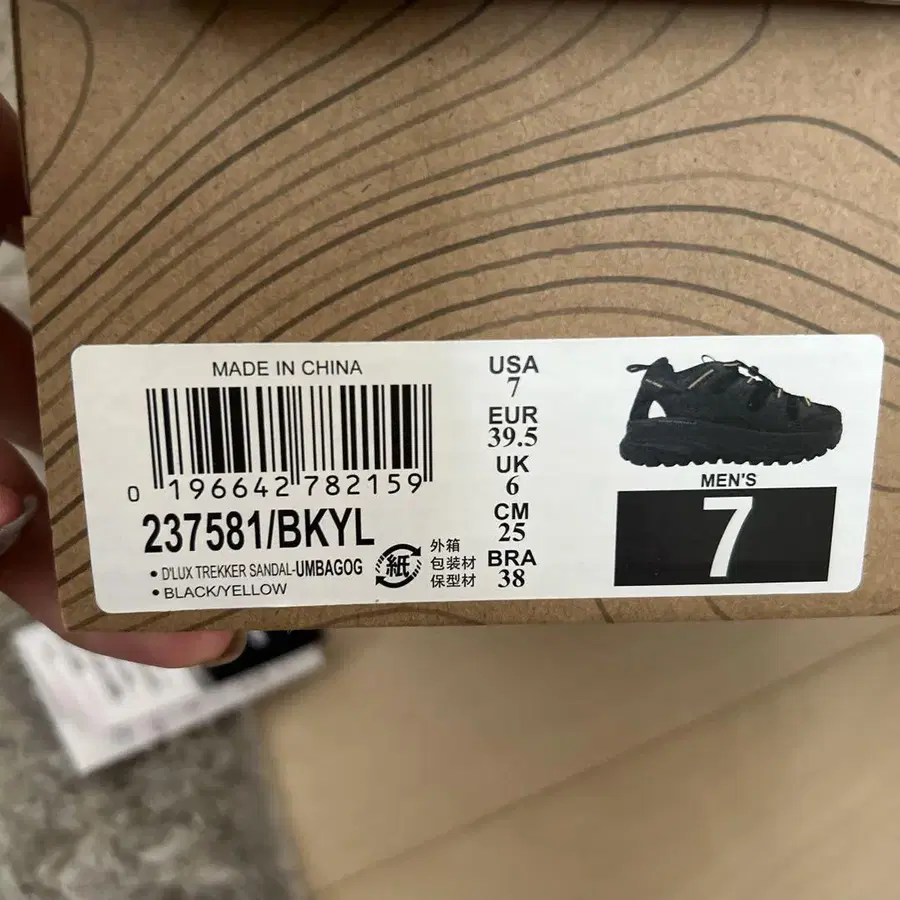 MADE IN CHINA
0 196642 782159
237581/BKYL
• D'LUX TREKKER SANDAL-UMBAGOG
• BLACK/YELLOW
紙
外箱
包装材
保型材
USA
7
EUR
39.5
UK
6
CM
25
BRA
38
MEN'S
7